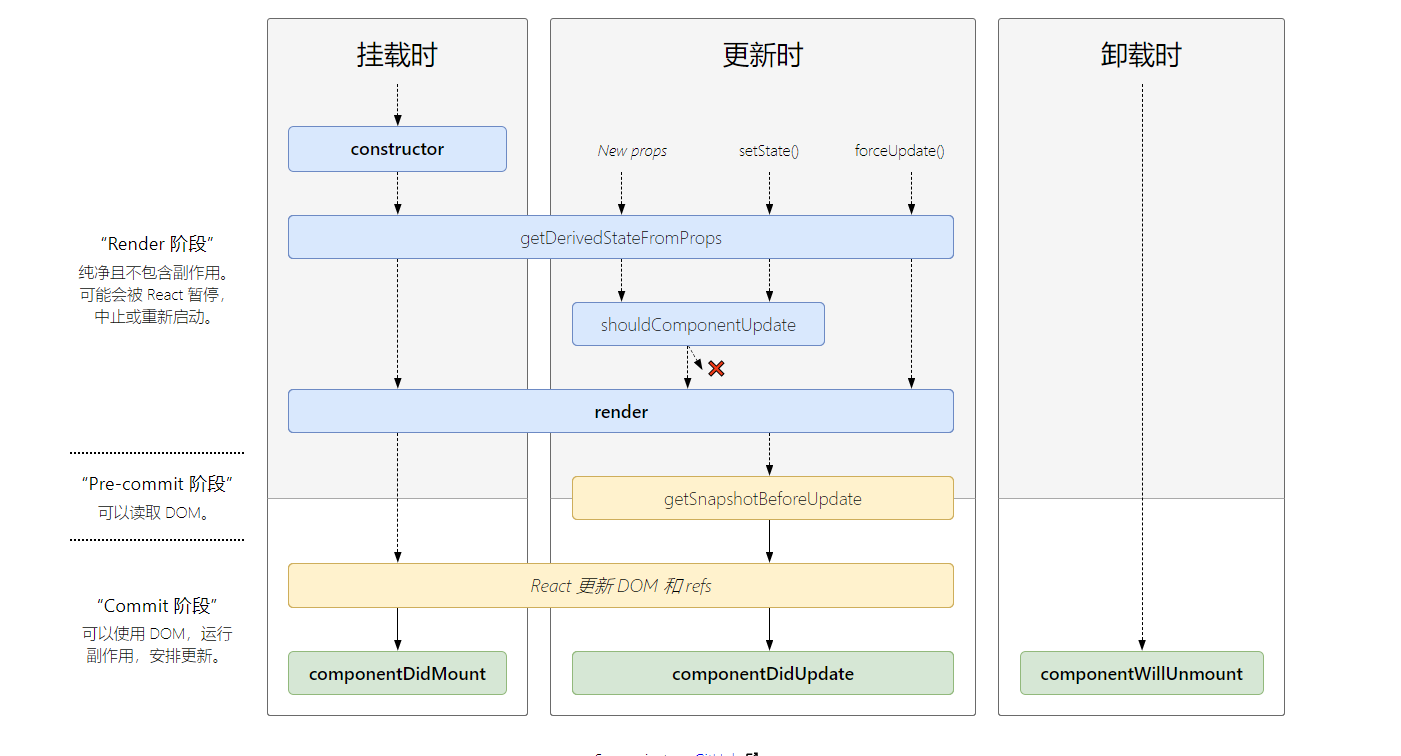 挂载时
更新时
卸载时
constructor
New props
setState()
forceUpdate()
getDerivedStateFromProps
“Render 阶段”
纯净且不包含副作用。
可能会被 React 暂停，
中止或重新启动。
shouldComponentUpdate
render
“Pre-commit 阶段”
可以读取 DOM。
getSnapshotBeforeUpdate
React 更新 DOM 和 refs
“Commit 阶段”
可以使用 DOM，运行
副作用，安排更新。
componentDidMount
componentDidUpdate
componentWillUnmount